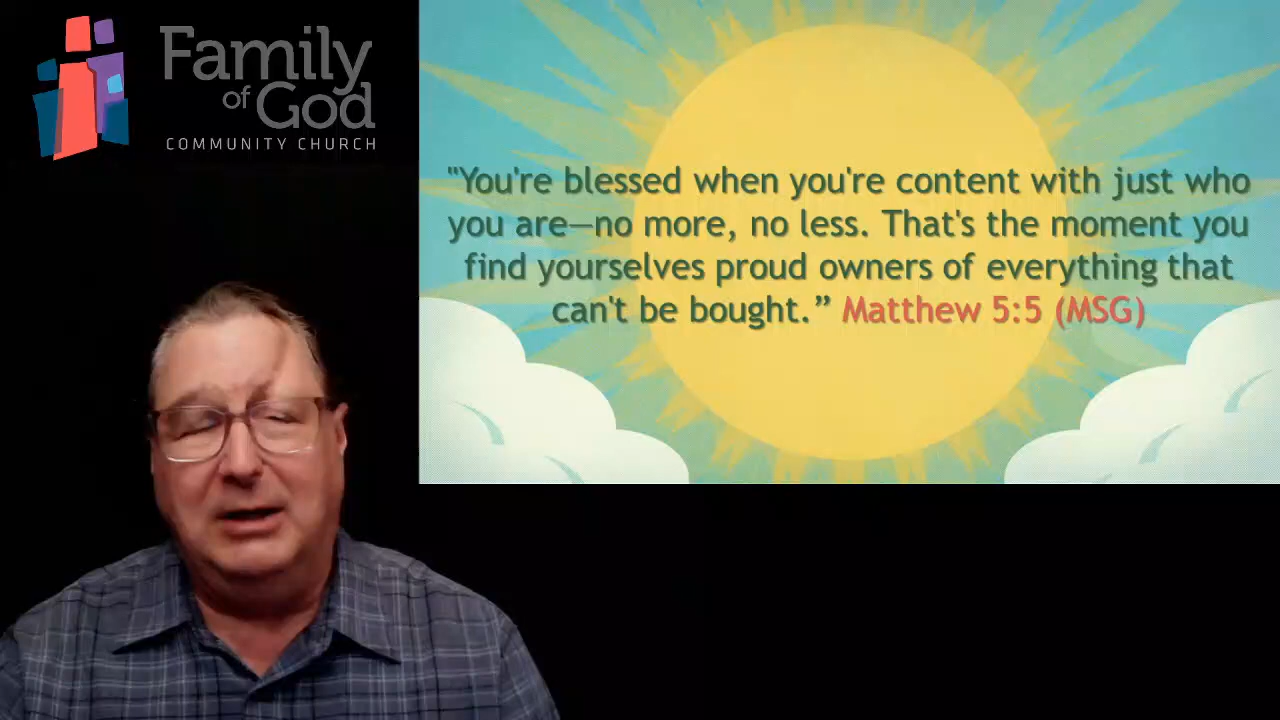 Family
of God
COMMUNITY CHURCH
"You're blessed when you're content with just who
you are—no more, no less. That's the moment you
find yourselves proud owners of everything that
can't be bought.” Matthew 5:5 (MSG)